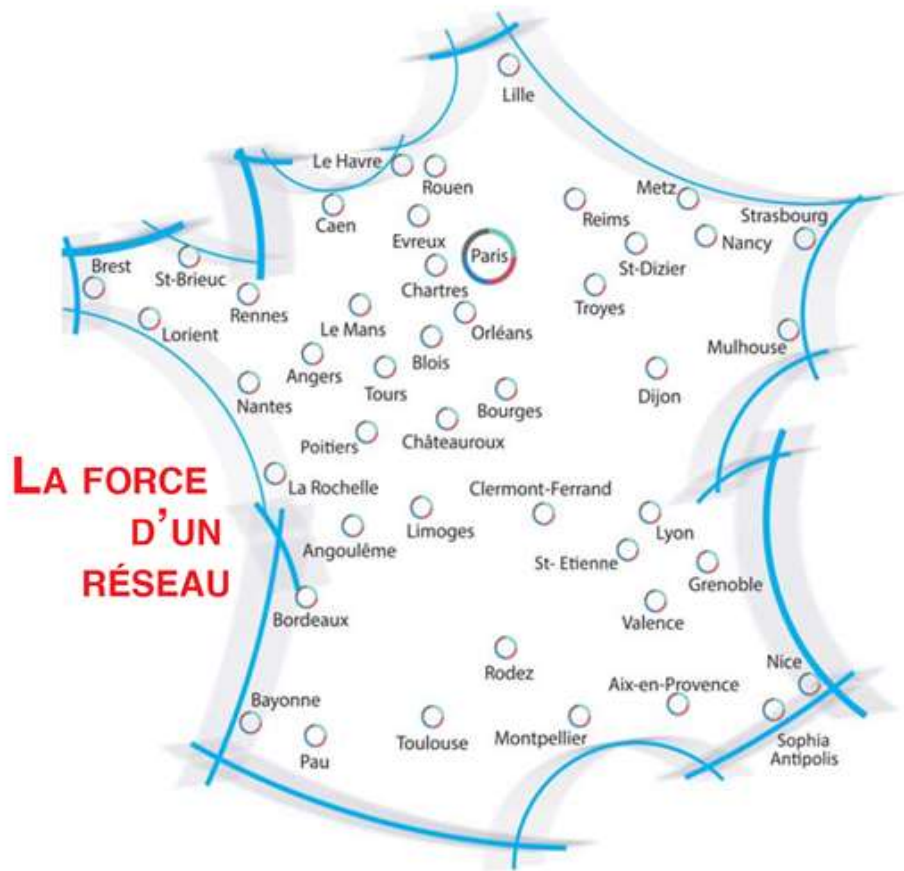 Lille
Le Havre
Rouen
Metz
Caen
Reims
Strasbourg
Evreux
Nancy
Paris
St-Dizier
Brest
St-Brieuc
Chartres
Rennes
Troyes
Lorient
Le Mans
Orléans
Mulhouse
Blois
Angers
Tours
Dijon
Nantes
Bourges
Poitiers
Châteauroux
LA FORCE
D'UN
RÉSEAU
La Rochelle
Clermont-Ferrand
Limoges
Lyon
Angoulême
St- Etienne
Grenoble
Bordeaux
Valence
Rodez
Nice
Aix-en-Provence
Bayonne
Toulouse
Montpellier
Sophia
Antipolis
Pau